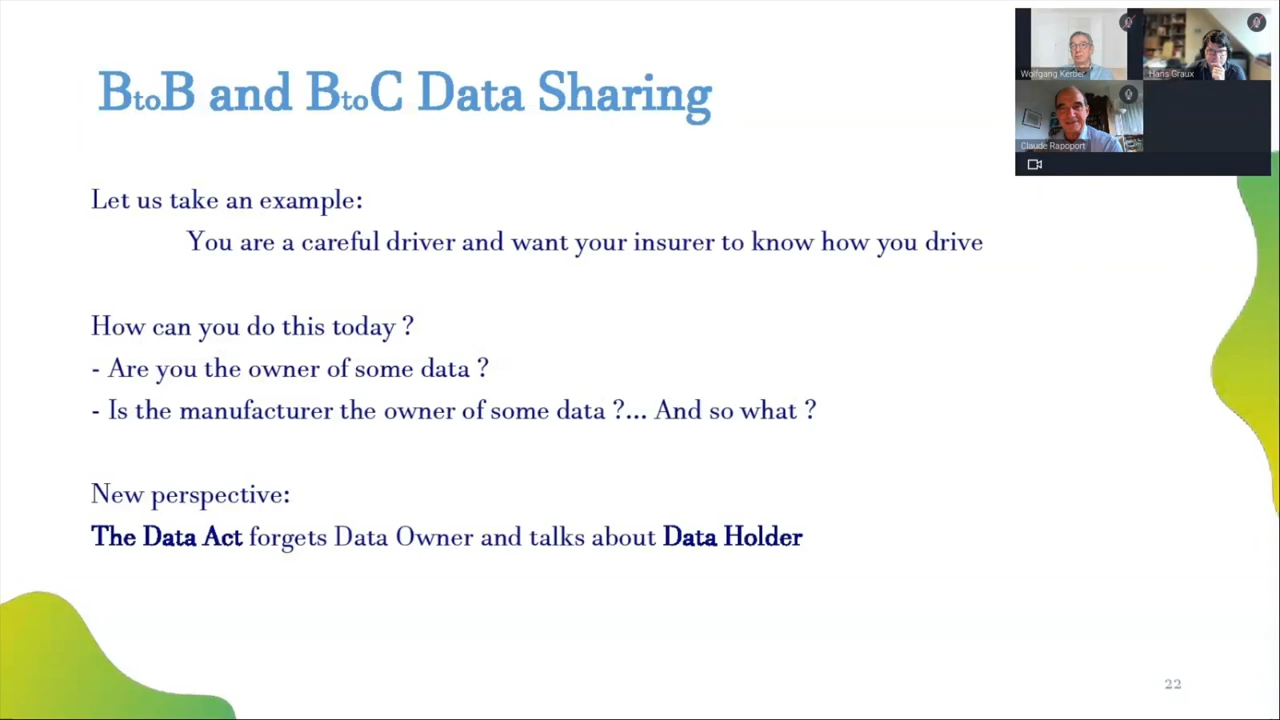 BtoB and BtoC Data Sharing
Wolfgang Kerber
Hans Graux
Claude Rapoport
Let us take an example:
You are a careful driver and want your insurer to know how you drive
How can you do this today ?
- Are you the owner of some data ?
- Is the manufacturer the owner of some data ?... And so what ?
New perspective:
The Data Act forgets Data Owner and talks about Data Holder
22